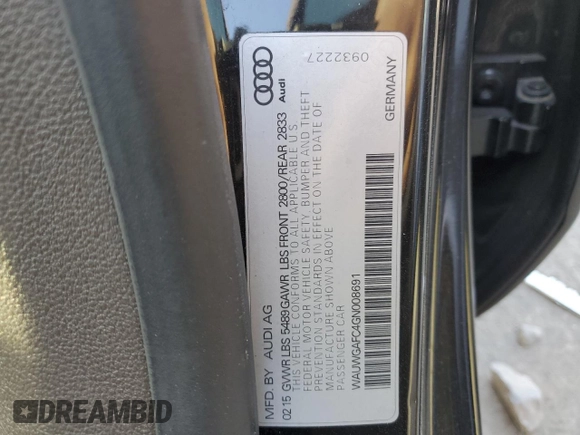 MFD. BY AUDI AG
02 15 GVWR LBS 5489 GAWR LBS FRONT 2800/REAR 2833
THIS VEHICLE CONFORMS TO ALL APPLICABLE U.S.
FEDERAL MOTOR VEHICLE SAFETY, BUMPER AND THEFT
PREVENTION STANDARDS IN EFFECT ON THE DATE OF
MANUFACTURE SHOWN ABOVE
PASSENGER CAR
WAUWGAFC4GN008691
GERMANY
Audi
0932227
DREAMBID